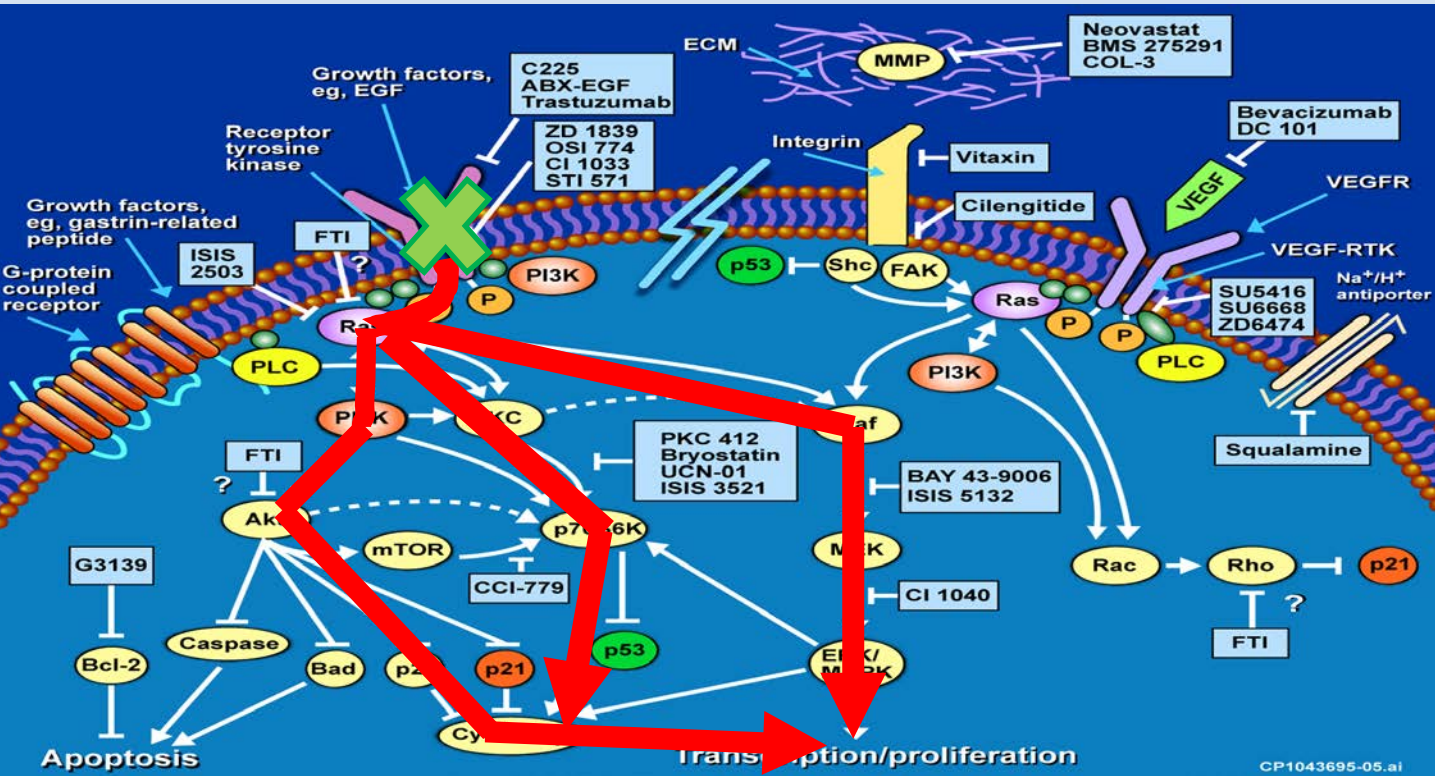 ECM
MMP
Neovastat
BMS 275291
COL-3
Growth factors,
eg, EGF
C225
ABX-EGF
Trastuzumab
Receptor
tyrosine
kinase
ZD 1839
OSI 774
CI 1033
STI 571
Integrin
Vitaxin
Bevacizumab
DC 101
VEGF
VEGFR
Growth factors,
eg, gastrin-related
peptide
Cilengitide
FTI
?
ISIS
2503
G-protein
coupled
receptor
PI3K
P
p53
Shc
FAK
VEGF-RTK
Na+/H+
antiporter
Ras
Ras
P
P
SU5416
SU6668
ZD6474
PLC
PI3K
PLC
Squalamine
FTI
?
PKC 412
Bryostatin
UCN-01
ISIS 3521
BAY 43-9006
ISIS 5132
mTOR
G3139
CCI-779
CI 1040
Rac
Rho
p21
?
FTI
Caspase
Bcl-2
Bad
p21
p53
Apoptosis
/proliferation
CP1043695-05.ai